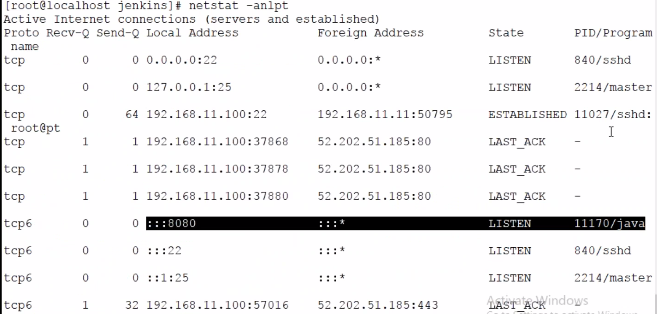 [root@localhost jenkins]# netstat -anlpt
Active Internet connections (servers and established)
Proto Recv-Q Send-Q Local Address           Foreign Address         State       PID/Program
 name
tcp        0      0 0.0.0.0:22              0.0.0.0:*               LISTEN      840/sshd
tcp        0      0 127.0.0.1:25            0.0.0.0:*               LISTEN      2214/master
tcp        0     64 192.168.11.100:22       192.168.11.11:50795     ESTABLISHED 11027/sshd:
 root@pt
tcp        1      1 192.168.11.100:37868    52.202.51.185:80        LAST_ACK    -
tcp        1      1 192.168.11.100:37878    52.202.51.185:80        LAST_ACK    -
tcp        1      1 192.168.11.100:37880    52.202.51.185:80        LAST_ACK    -
tcp6       0      0 :::8080                 :::*                    LISTEN      11170/java
tcp6       0      0 :::22                   :::*                    LISTEN      840/sshd
tcp6       0      0 ::1:25                  :::*                    LISTEN      2214/master
Activate Windows
tcp6       1     32 192.168.11.100:57016    52.202.51.185:443       LAST_ACK    -